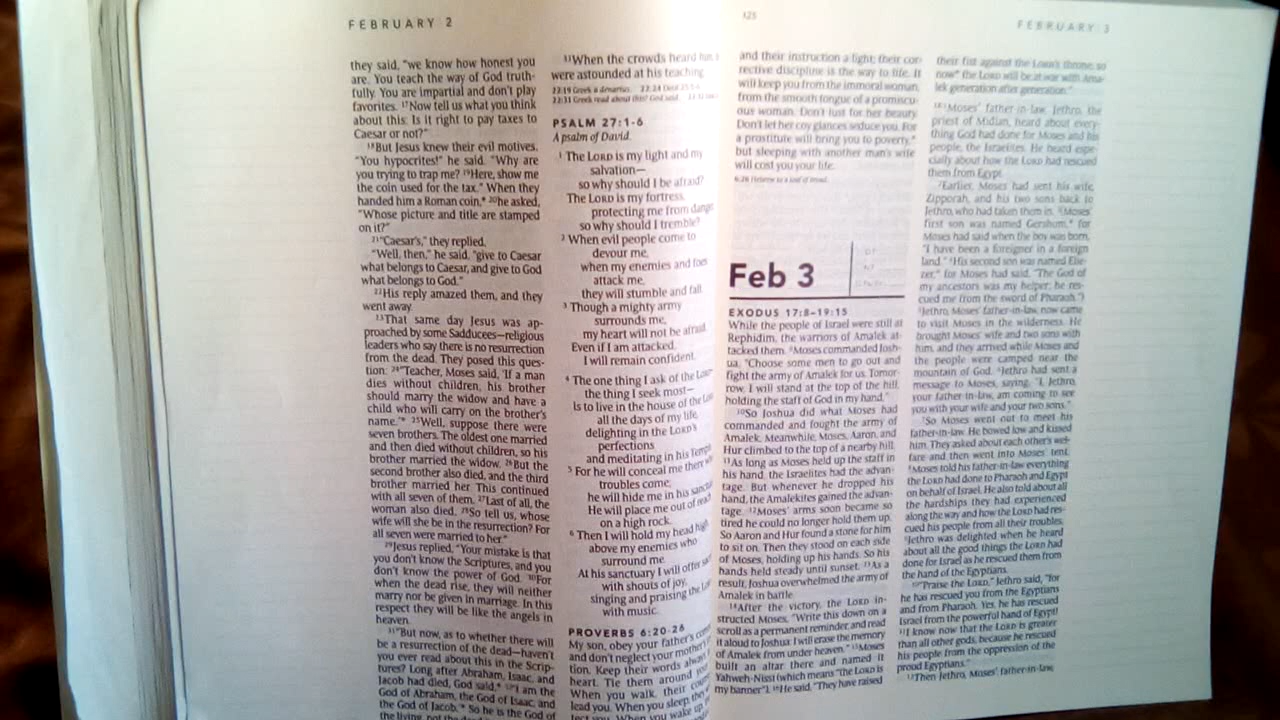 FEBRUARY 2
they said, "we know how honest you
are. You teach the way of God truth-
fully. You are impartial and don't play
favorites. 17Now tell us what you think
about this: Is it right to pay taxes to
Caesar or not?"
18But Jesus knew their evil motives.
"You hypocrites!" he said. "Why are
you trying to trap me? 19Here, show me
the coin used for the tax." When they
handed him a Roman coin,* 20he asked,
"Whose picture and title are stamped
on it?"
21"Caesar's," they replied.
"Well, then," he said, "give to Caesar
what belongs to Caesar, and give to God
what belongs to God."
22His reply amazed them, and they
went away.
23That same day Jesus was ap-
proached by some Sadducees—religious
leaders who say there is no resurrection
from the dead. They posed this ques-
tion: 24"Teacher, Moses said, 'If a man
dies without children, his brother
should marry the widow and have a
child who will carry on the brother's
name.'* 25Well, suppose there were
seven brothers. The oldest one married
and then died without children, so his
brother married the widow. 26But the
second brother also died, and the third
brother married her. This continued
with all seven of them. 27Last of all, the
woman also died. 28So tell us, whose
wife will she be in the resurrection? For
all seven were married to her."
29Jesus replied, "Your mistake is that
you don't know the Scriptures, and you
don't know the power of God. 30For
when the dead rise, they will neither
marry nor be given in marriage. In this
respect they will be like the angels in
heaven.
31"But now, as to whether there will
be a resurrection of the dead—haven't
you ever read about this in the Scrip-
tures? Long after Abraham, Isaac, and
Jacob had died, God said,* 32'I am the
God of Abraham, the God of Isaac, and
the God of Jacob.'* So he is the God of
the living, not the
33When the crowds heard him,
were astounded at his teaching.
22:19 Greek a denarius.
22:31 Greek read about this? God said.
PSALM 27:1-6
A psalm of David.
1 The LORD is my light and my
salvation—
so why should I be afraid?
The LORD is my fortress,
protecting me from danger,
so why should I tremble?
2 When evil people come to
devour me,
when my enemies and foes
attack me,
they will stumble and fall.
3 Though a mighty army
surrounds me,
my heart will not be afraid.
Even if I am attacked,
I will remain confident.
4 The one thing I ask of the LORD—
the thing I seek most—
is to live in the house of the
all the days of my life,
delighting in the LORD's
perfections
and meditating in his Temple.
5 For he will conceal me there
troubles come;
he will hide me in his
He will place me out of reach
on a high rock.
6 Then I will hold my head high
above my enemies who
surround me.
At his sanctuary I will offer
with shouts of joy,
singing and praising the
with music.
PROVERBS 6:20-26
My son, obey your father's
and don't neglect your mother's
tion. Keep their words always
heart. Tie them around your
When you walk, their
lead you. When you sleep, they
tect you. When you wake up,
125
and their instruction a light; their cor-
rective discipline is the way to life. It
will keep you from the immoral woman,
from the smooth tongue of a promiscu-
ous woman. Don't lust for her beauty.
Don't let her coy glances seduce you. For
a prostitute will bring you to poverty,*
but sleeping with another man's wife
will cost you your life.
6:26 Hebrew to a loaf of bread.
Feb 3
EXODUS 17:8–19:15
While the people of Israel were still at
Rephidim, the warriors of Amalek at-
tacked them. 9Moses commanded Josh-
ua, "Choose some men to go out and
fight the army of Amalek for us. Tomor-
row, I will stand at the top of the hill,
holding the staff of God in my hand."
10So Joshua did what Moses had
commanded and fought the army of
Amalek. Meanwhile, Moses, Aaron, and
Hur climbed to the top of a nearby hill.
11As long as Moses held up the staff in
his hand, the Israelites had the advan-
tage. But whenever he dropped his
hand, the Amalekites gained the advan-
tage. 12Moses' arms soon became so
tired he could no longer hold them up.
So Aaron and Hur found a stone for him
to sit on. Then they stood on each side
of Moses, holding up his hands. So his
hands held steady until sunset. 13As a
result, Joshua overwhelmed the army of
Amalek in battle.
14After the victory, the LORD in-
structed Moses, "Write this down on a
scroll as a permanent reminder, and read
it aloud to Joshua: I will erase the memory
of Amalek from under heaven." 15Moses
built an altar there and named it
Yahweh-Nissi (which means "the LORD is
my banner"). 16He said, "They have raised
FEBRUARY 3
their fist against the LORD's throne, so
now* the LORD will be at war with Ama-
lek generation after generation."
18:1Moses' father-in-law, Jethro, the
priest of Midian, heard about every-
thing God had done for Moses and his
people, the Israelites. He heard espe-
cially about how the LORD had rescued
them from Egypt.
2Earlier, Moses had sent his wife,
Zipporah, and his two sons back to
Jethro, who had taken them in. 3(Moses'
first son was named Gershom,* for
Moses had said when the boy was born,
"I have been a foreigner in a foreign
land." 4His second son was named Elie-
zer,* for Moses had said, "The God of
my ancestors was my helper; he res-
cued me from the sword of Pharaoh.")
5Jethro, Moses' father-in-law, now came
to visit Moses in the wilderness. He
brought Moses' wife and two sons with
him, and they arrived while Moses and
the people were camped near the
mountain of God. 6Jethro had sent a
message to Moses, saying, "I, Jethro,
your father-in-law, am coming to see
you with your wife and your two sons."
7So Moses went out to meet his
father-in-law. He bowed low and kissed
him. They asked about each other's wel-
fare and then went into Moses' tent.
8Moses told his father-in-law everything
the LORD had done to Pharaoh and Egypt
on behalf of Israel. He also told about all
the hardships they had experienced
along the way and how the LORD had res-
cued his people from all their troubles.
9Jethro was delighted when he heard
about all the good things the LORD had
done for Israel as he rescued them from
the hand of the Egyptians.
10"Praise the LORD," Jethro said, "for
he has rescued you from the Egyptians
and from Pharaoh. Yes, he has rescued
Israel from the powerful hand of Egypt!
11I know now that the LORD is greater
than all other gods, because he rescued
his people from the oppression of the
proud Egyptians."
12Then Jethro, Moses' father-in-law,